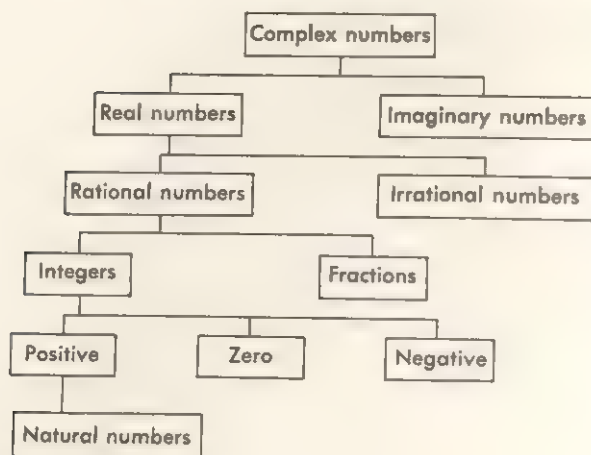 Complex numbers
Real numbers
Imaginary numbers
Rational numbers
Irrational numbers
Integers
Fractions
Positive
Zero
Negative
Natural numbers